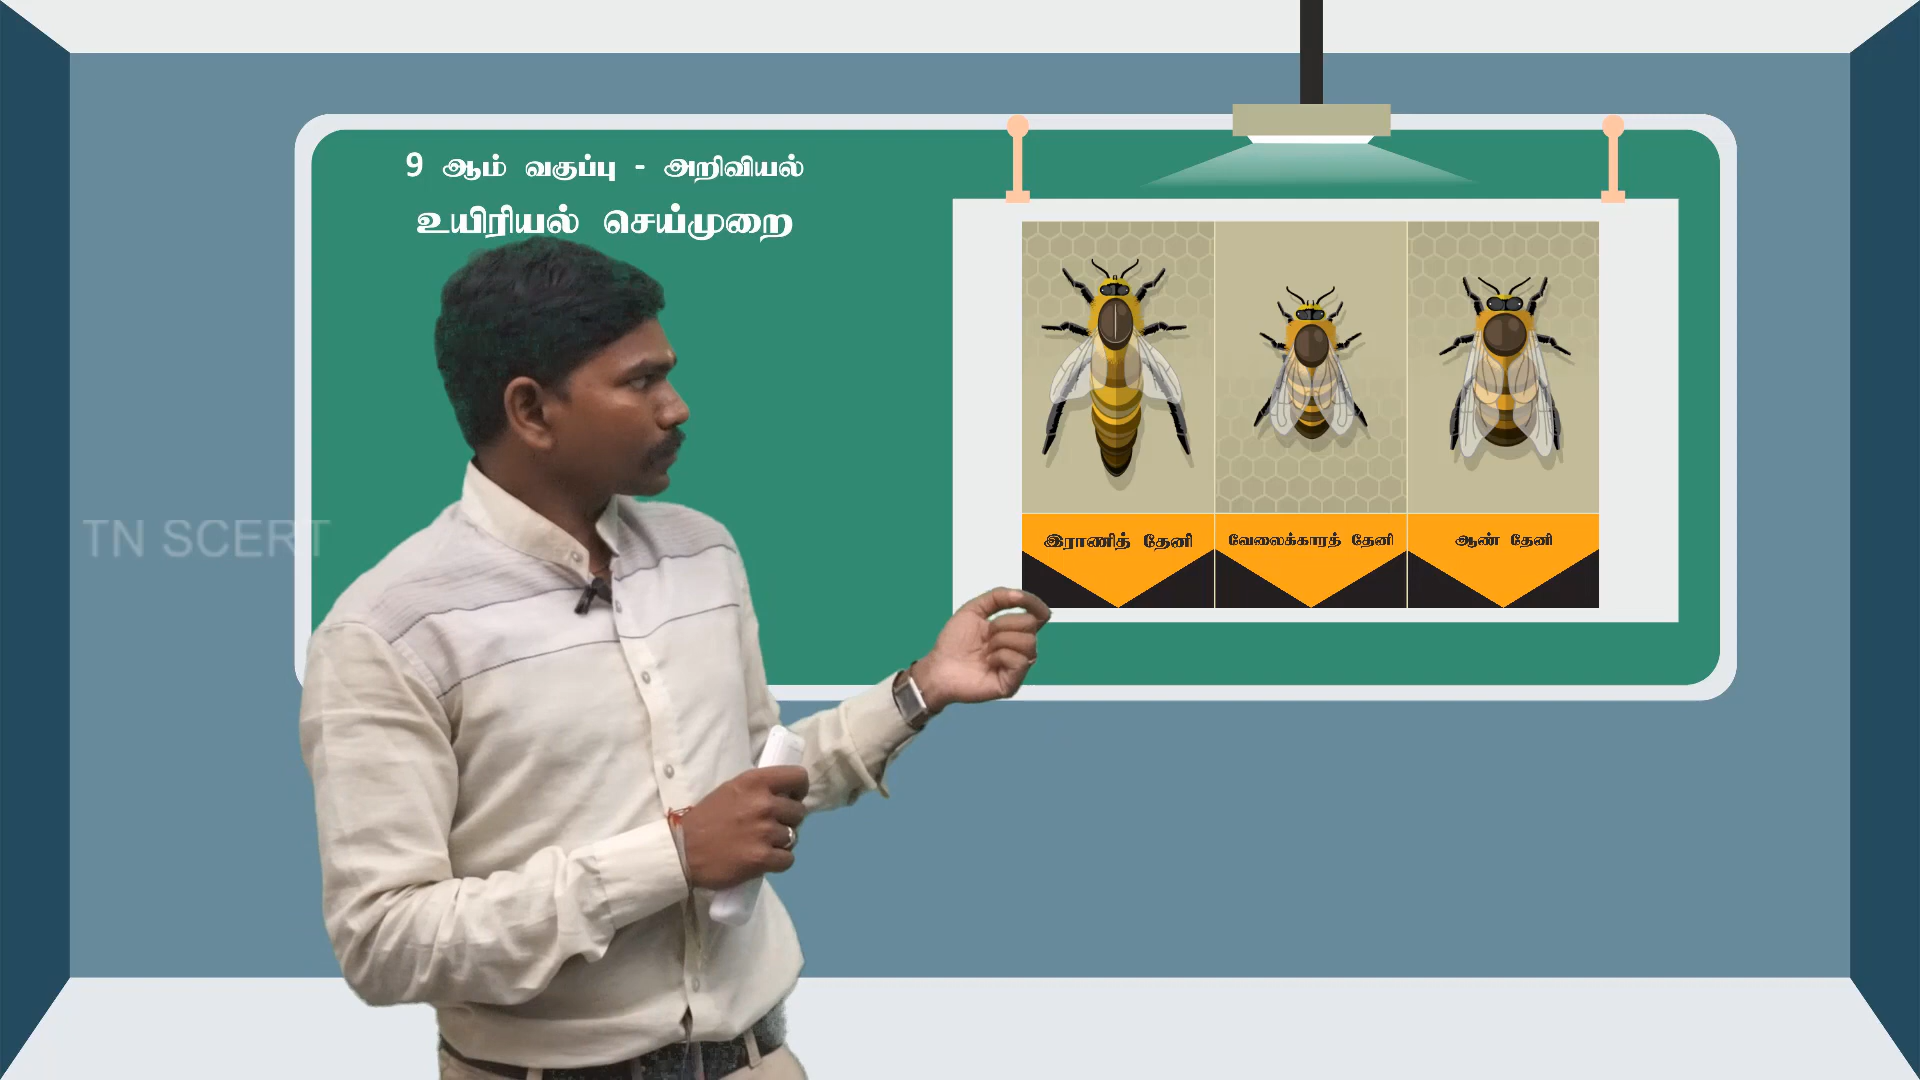 9 ஆம் வகுப்பு - அறிவியல்
உயிரியல் செய்முறை
TN SCERT
இராணித் தேனி
வேலைக்காரத் தேனி
ஆண் தேனி